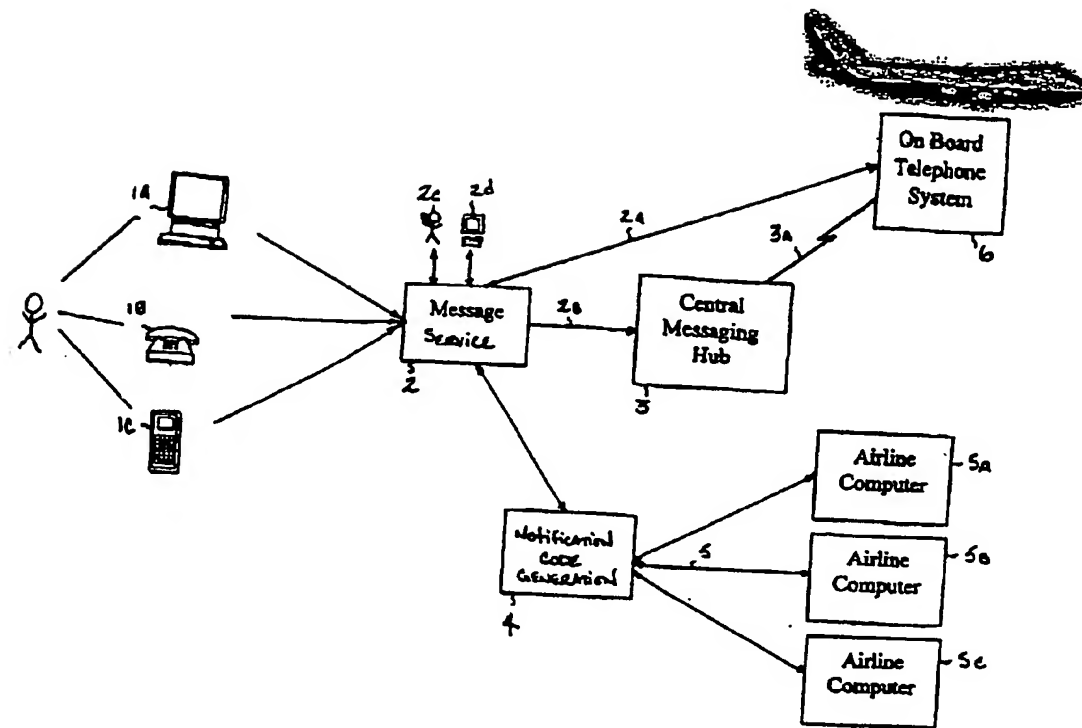 On Board
Telephone
System
6
1A
1B
1C
2c
2d
2A
3A
Message
SERVICE
2
2B
Central
Messaging
Hub
3
Notification
CODE
GENERATION
4
5
Airline
Computer
5A
Airline
Computer
5B
Airline
Computer
5C